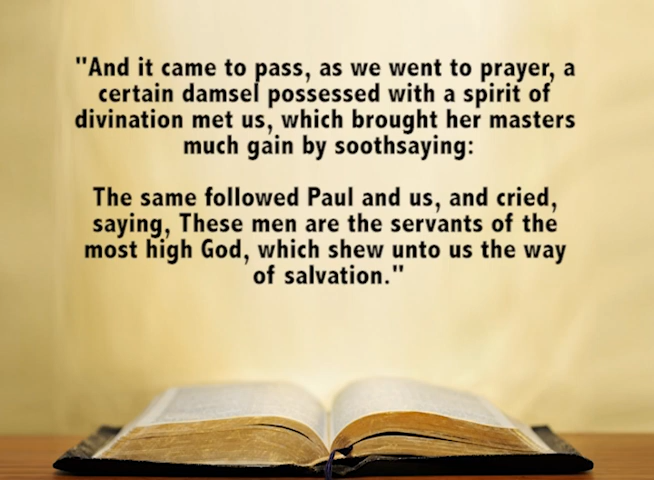 "And it came to pass, as we went to prayer, a
certain damsel possessed with a spirit of
divination met us, which brought her masters
much gain by soothsaying:
The same followed Paul and us, and cried,
saying, These men are the servants of the
most high God, which shew unto us the way
of salvation."